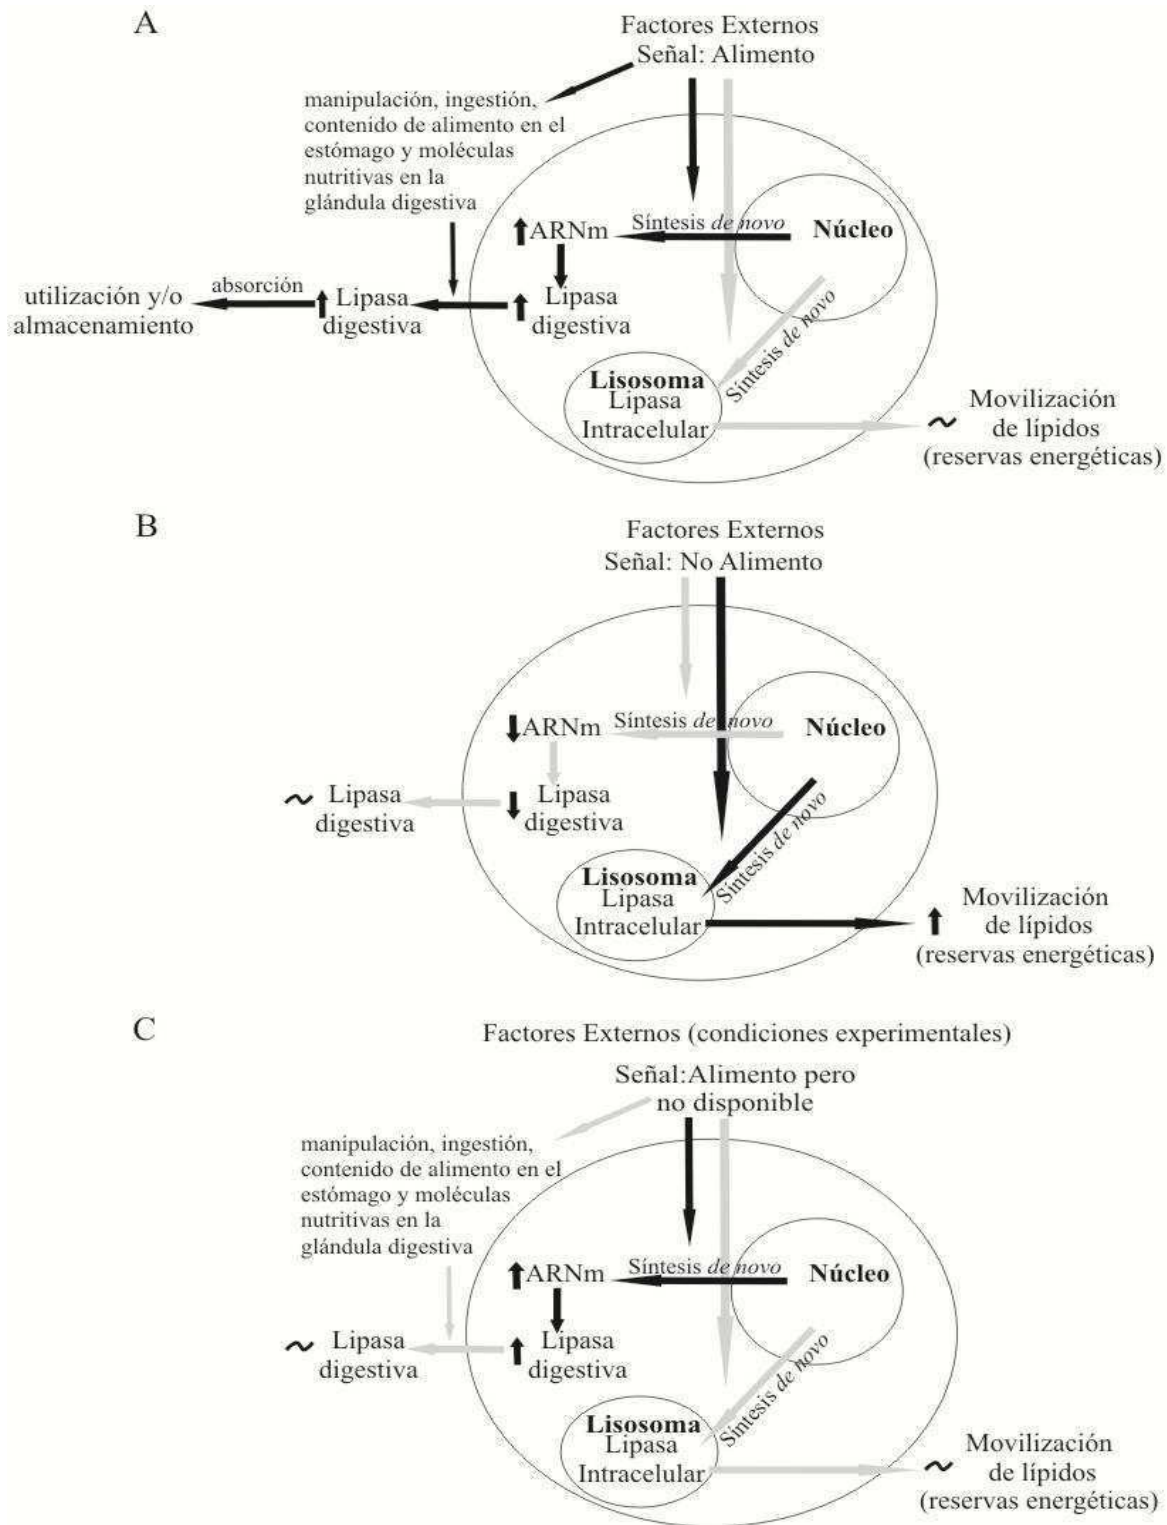 A
Factores Externos
Señal: Alimento
manipulación, ingestión,
contenido de alimento en el
estómago y moléculas
nutritivas en la
glándula digestiva
ARNm
Síntesis de novo
Núcleo
utilización y/o
almacenamiento
absorción
Lipasa
digestiva
Lipasa
digestiva
Síntesis de novo
Lisosoma
Lipasa
Intracelular
~
Movilización
de lípidos
(reservas energéticas)
B
Factores Externos
Señal: No Alimento
ARNm
Síntesis de novo
Núcleo
~
Lipasa
digestiva
Lipasa
digestiva
Síntesis de novo
Lisosoma
Lipasa
Intracelular
Movilización
de lípidos
(reservas energéticas)
C
Factores Externos (condiciones experimentales)
Señal:Alimento pero
no disponible
manipulación, ingestión,
contenido de alimento en el
estómago y moléculas
nutritivas en la
glándula digestiva
ARNm
Síntesis de novo
Núcleo
~
Lipasa
digestiva
Lipasa
digestiva
Síntesis de novo
Lisosoma
Lipasa
Intracelular
~
Movilización
de lípidos
(reservas energéticas)